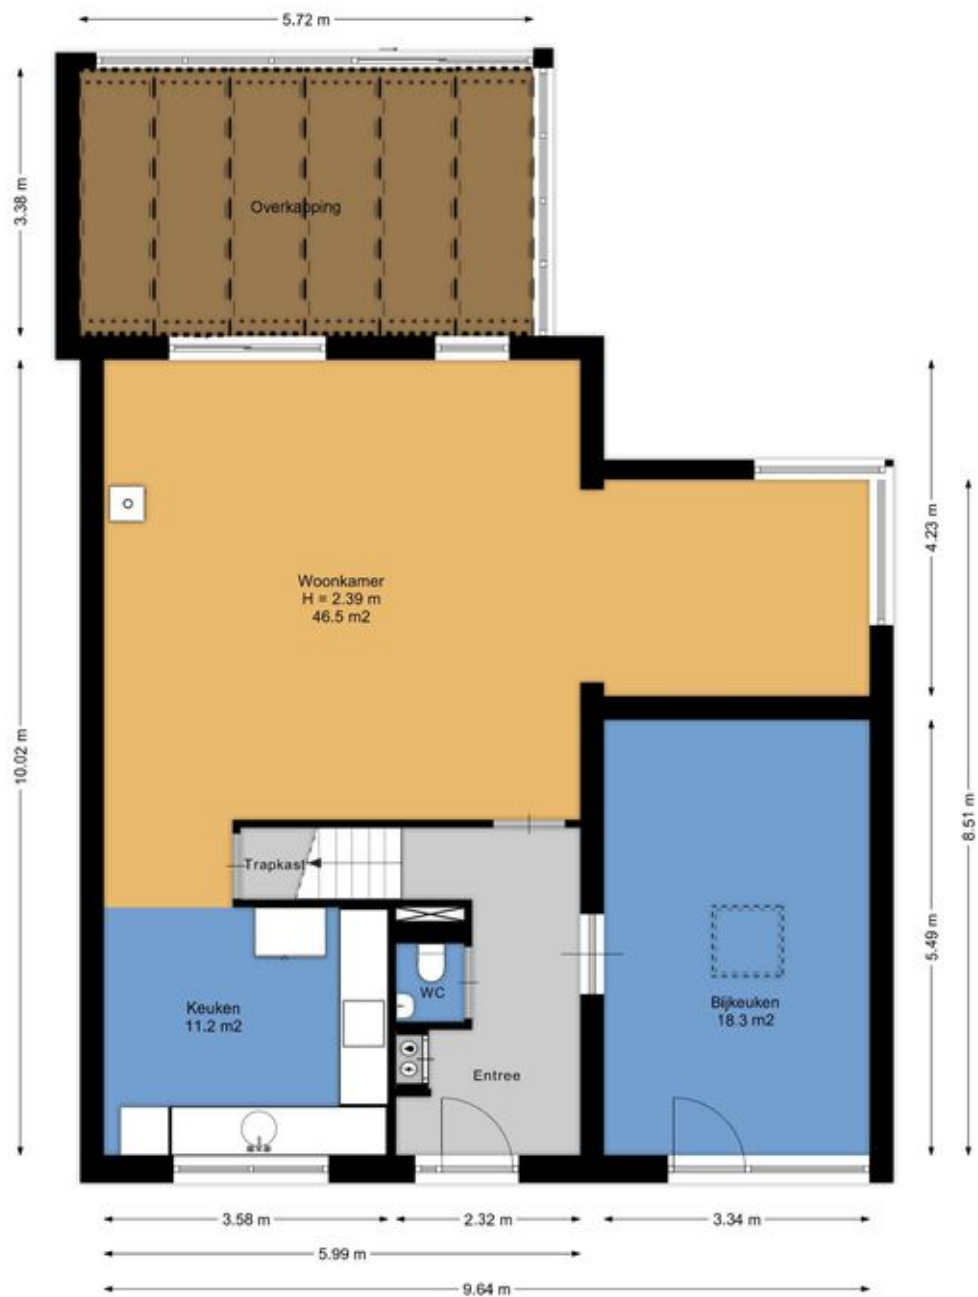 5.72 m
3.38 m
Overkapping
4.23 m
Woonkamer
H = 2.39 m
46.5 m2
10.02 m
8.51 m
Trapkast
5.49 m
WC
Keuken
11.2 m2
Bijkeuken
18.3 m2
Entree
3.58 m
2.32 m
3.34 m
5.99 m
9.64 m